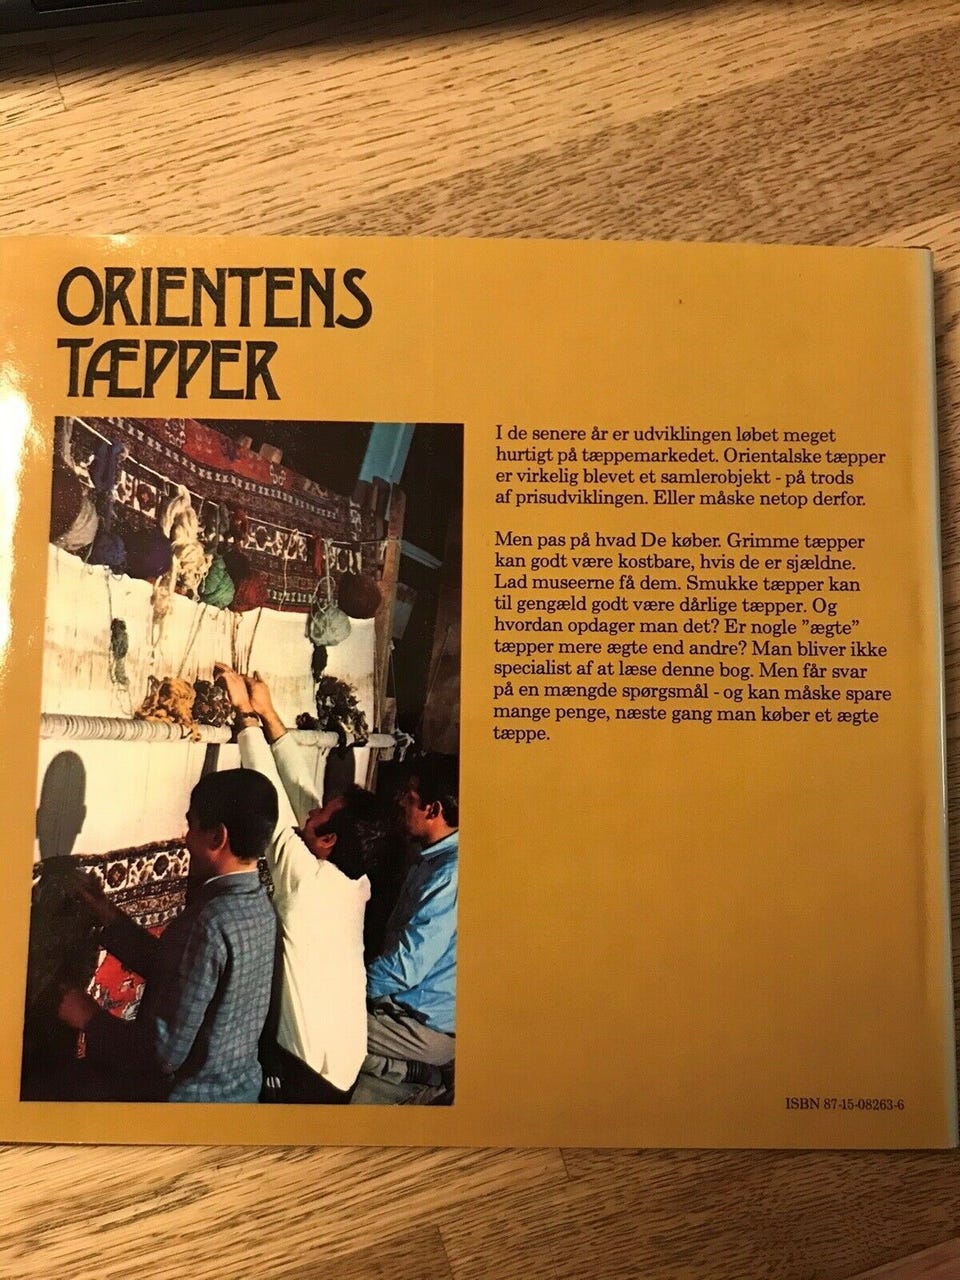 ORIENTENS
TÆPPER
I de senere år er udviklingen løbet meget
hurtigt på tæppemarkedet. Orientalske tæpper
er virkelig blevet et samlerobjekt - på trods
af prisudviklingen. Eller måske netop derfor.
Men pas på hvad De køber. Grimme tæpper
kan godt være kostbare, hvis de er sjældne.
Lad museerne få dem. Smukke tæpper kan
til gengæld godt være dårlige tæpper. Og
hvordan opdager man det? Er nogle ”ægte”
tæpper mere ægte end andre? Man bliver ikke
specialist af at læse denne bog. Men får svar
på en mængde spørgsmål - og kan måske spare
mange penge, næste gang man køber et ægte
tæppe.
ISBN 87-15-08263-6